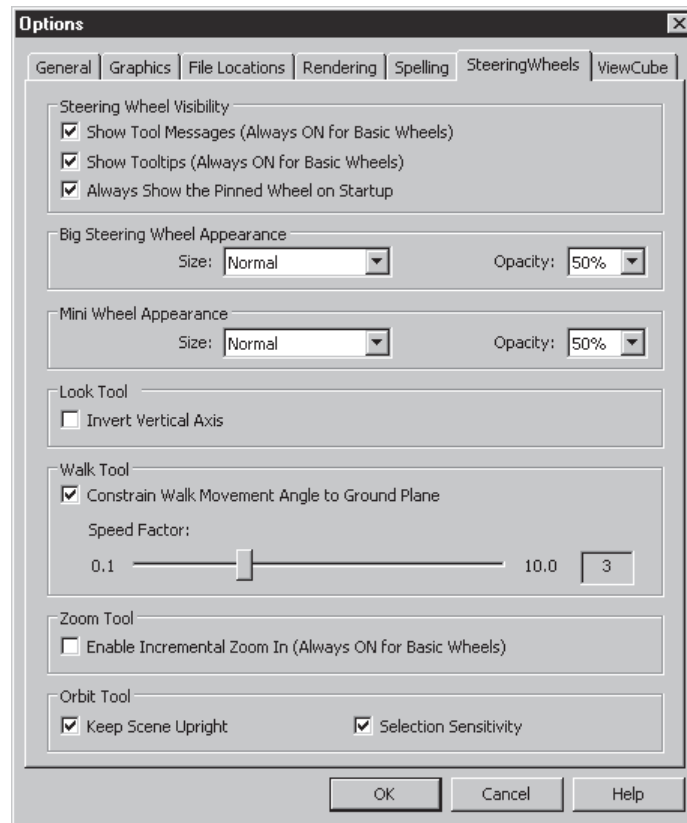 Options
General Graphics File Locations Rendering Spelling SteeringWheels ViewCube
Steering Wheel Visibility
Show Tool Messages (Always ON for Basic Wheels)
Show Tooltips (Always ON for Basic Wheels)
Always Show the Pinned Wheel on Startup
Big Steering Wheel Appearance
Size: Normal Opacity: 50%
Mini Wheel Appearance
Size: Normal Opacity: 50%
Look Tool
Invert Vertical Axis
Walk Tool
Constrain Walk Movement Angle to Ground Plane
Speed Factor:
0.1 10.0 3
Zoom Tool
Enable Incremental Zoom In (Always ON for Basic Wheels)
Orbit Tool
Keep Scene Upright Selection Sensitivity
OK Cancel Help